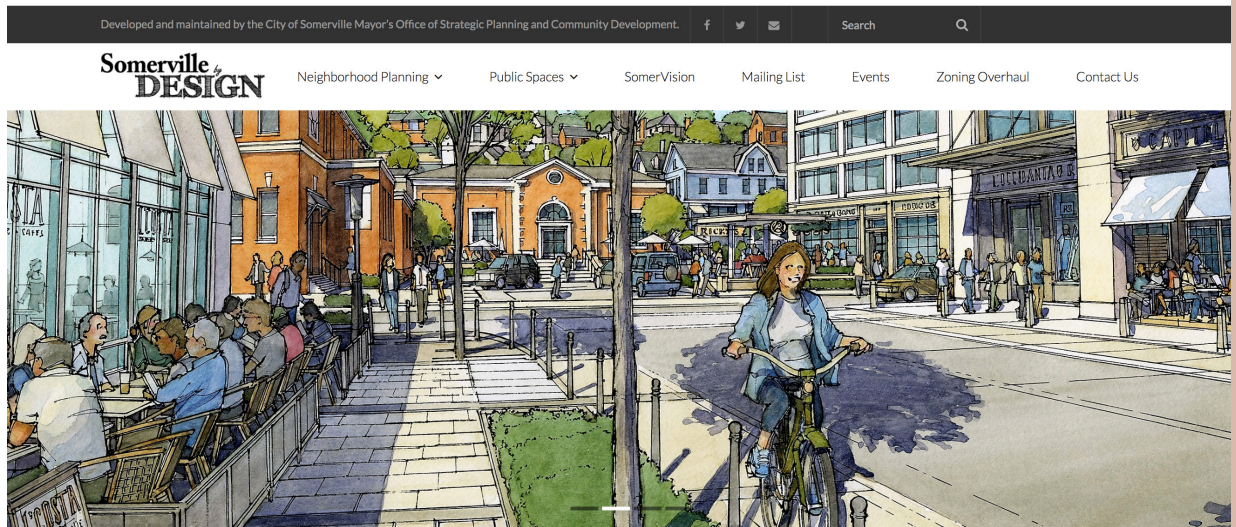 Developed and maintained by the City of Somerville Mayor's Office of Strategic Planning and Community Development.
Search
Somerville by
DESIGN
Neighborhood Planning
Public Spaces
SomerVision
Mailing List
Events
Zoning Overhaul
Contact Us